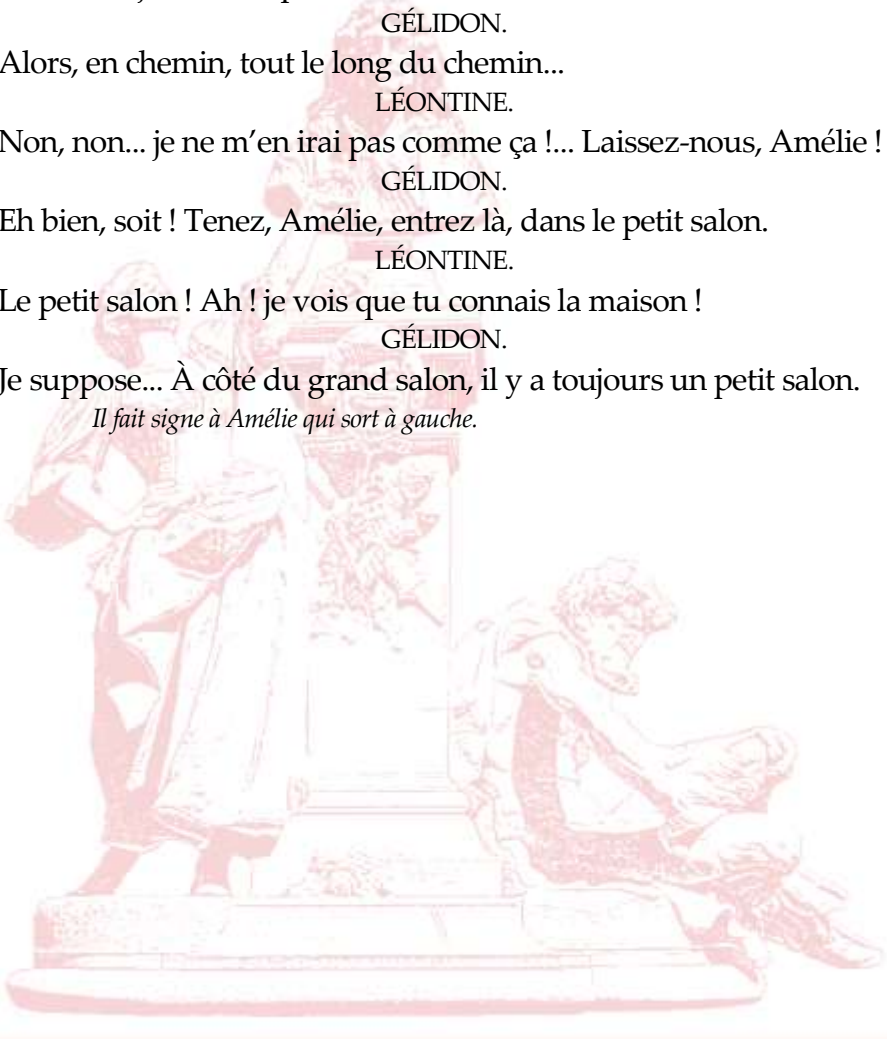 GÉLIDON.
Alors, en chemin, tout le long du chemin...
LÉONTINE.
Non, non... je ne m’en irai pas comme ça !... Laissez-nous, Amélie !
GÉLIDON.
Eh bien, soit ! Tenez, Amélie, entrez là, dans le petit salon.
LÉONTINE.
Le petit salon ! Ah ! je vois que tu connais la maison !
GÉLIDON.
Je suppose... À côté du grand salon, il y a toujours un petit salon.
Il fait signe à Amélie qui sort à gauche.